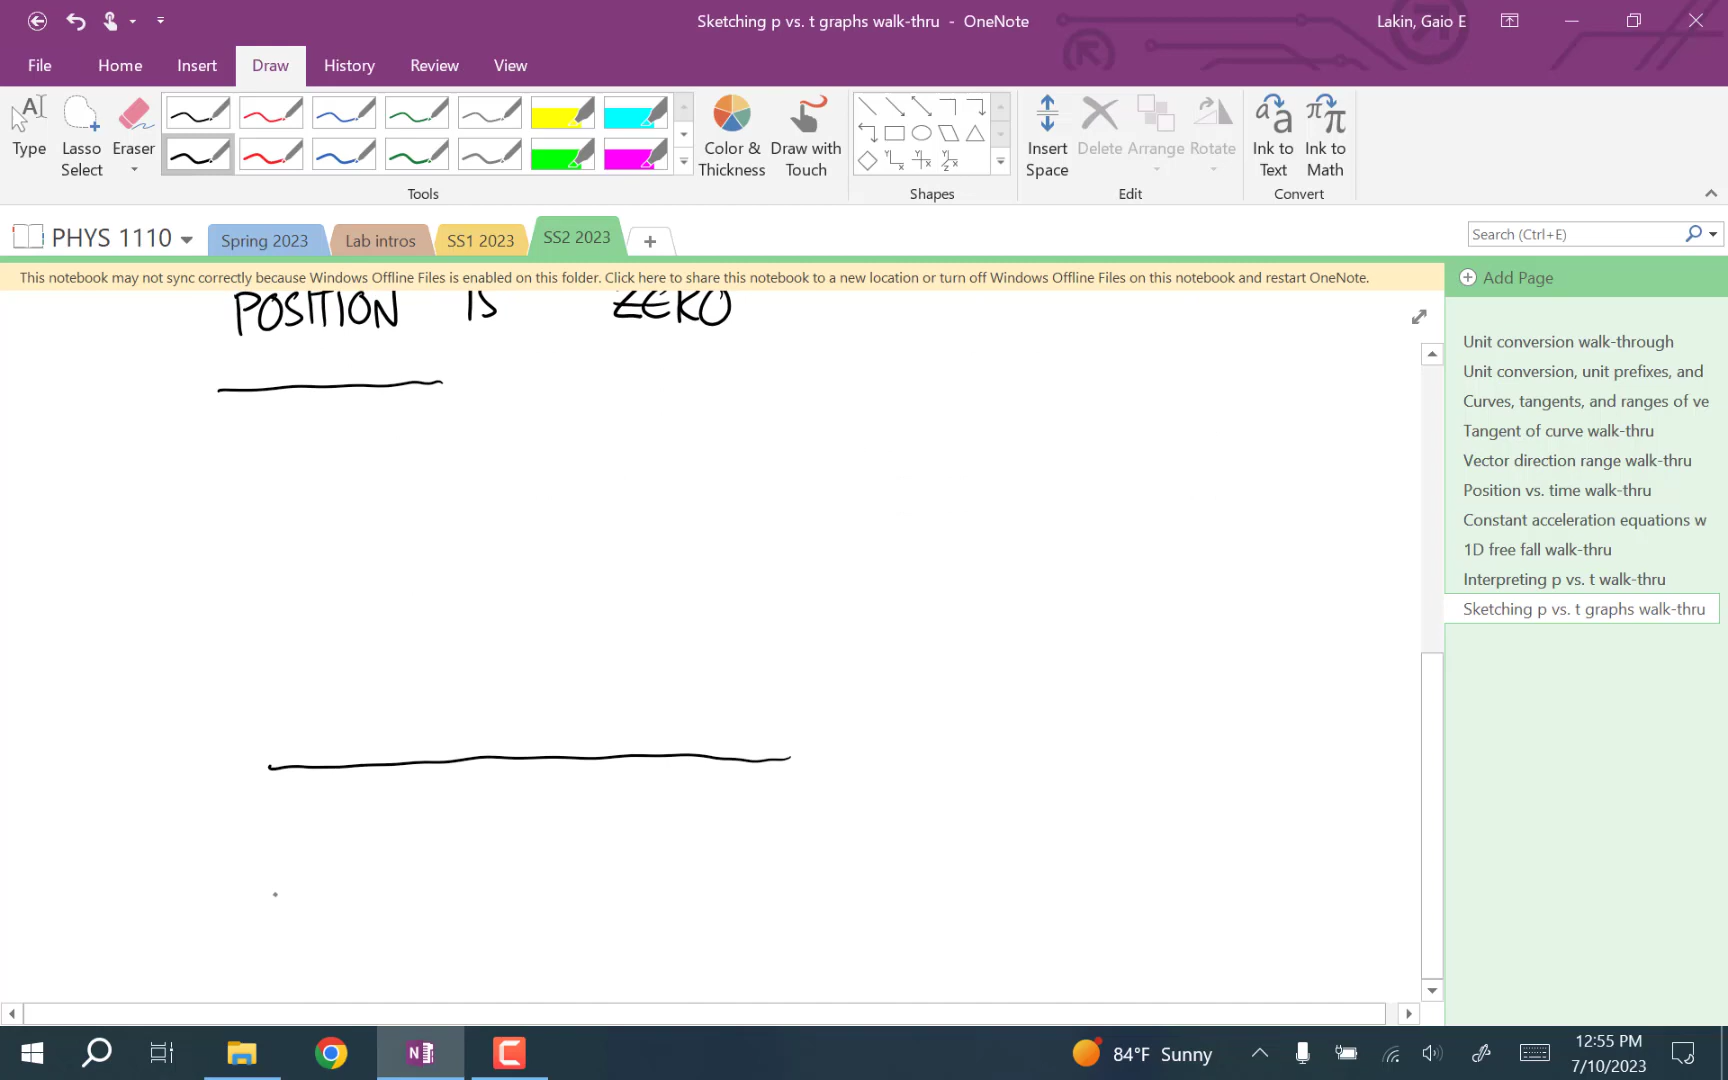 Sketching p vs. t graphs walk-thru - OneNote
Lakin, Gaio E
File Home Insert Draw History Review View
Type
Lasso Select
Eraser
Color & Thickness
Draw with Touch
Insert Space
Delete
Arrange
Rotate
Ink to Text
Ink to Math
Tools
Shapes
Edit
Convert
PHYS 1110
Spring 2023
Lab intros
SS1 2023
SS2 2023
Search (Ctrl+E)
This notebook may not sync correctly because Windows Offline Files is enabled on this folder. Click here to share this notebook to a new location or turn off Windows Offline Files on this notebook and restart OneNote.
Add Page
POSITION IS ZERO
Unit conversion walk-through
Unit conversion, unit prefixes, and
Curves, tangents, and ranges of ve
Tangent of curve walk-thru
Vector direction range walk-thru
Position vs. time walk-thru
Constant acceleration equations w
1D free fall walk-thru
Interpreting p vs. t walk-thru
Sketching p vs. t graphs walk-thru
84°F Sunny
12:55 PM
7/10/2023